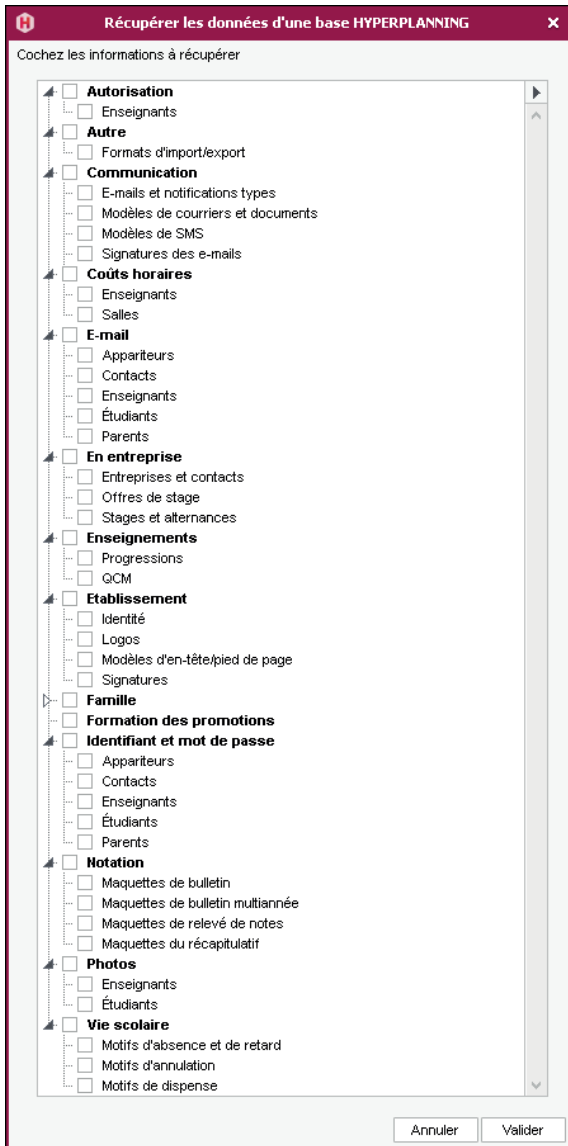 Récupérer les données d'une base HYPERPLANNING
Cochez les informations à récupérer
Autorisation
Enseignants
Autre
Formats d'import/export
Communication
E-mails et notifications types
Modèles de courriers et documents
Modèles de SMS
Signatures des e-mails
Coûts horaires
Enseignants
Salles
E-mail
Appariteurs
Contacts
Enseignants
Étudiants
Parents
En entreprise
Entreprises et contacts
Offres de stage
Stages et alternances
Enseignements
Progressions
QCM
Etablissement
Identité
Logos
Modèles d'en-tête/pied de page
Signatures
Famille
Formation des promotions
Identifiant et mot de passe
Appariteurs
Contacts
Enseignants
Étudiants
Parents
Notation
Maquettes de bulletin
Maquettes de bulletin multiannée
Maquettes de relevé de notes
Maquettes du récapitulatif
Photos
Enseignants
Étudiants
Vie scolaire
Motifs d'absence et de retard
Motifs d'annulation
Motifs de dispense
Annuler Valider